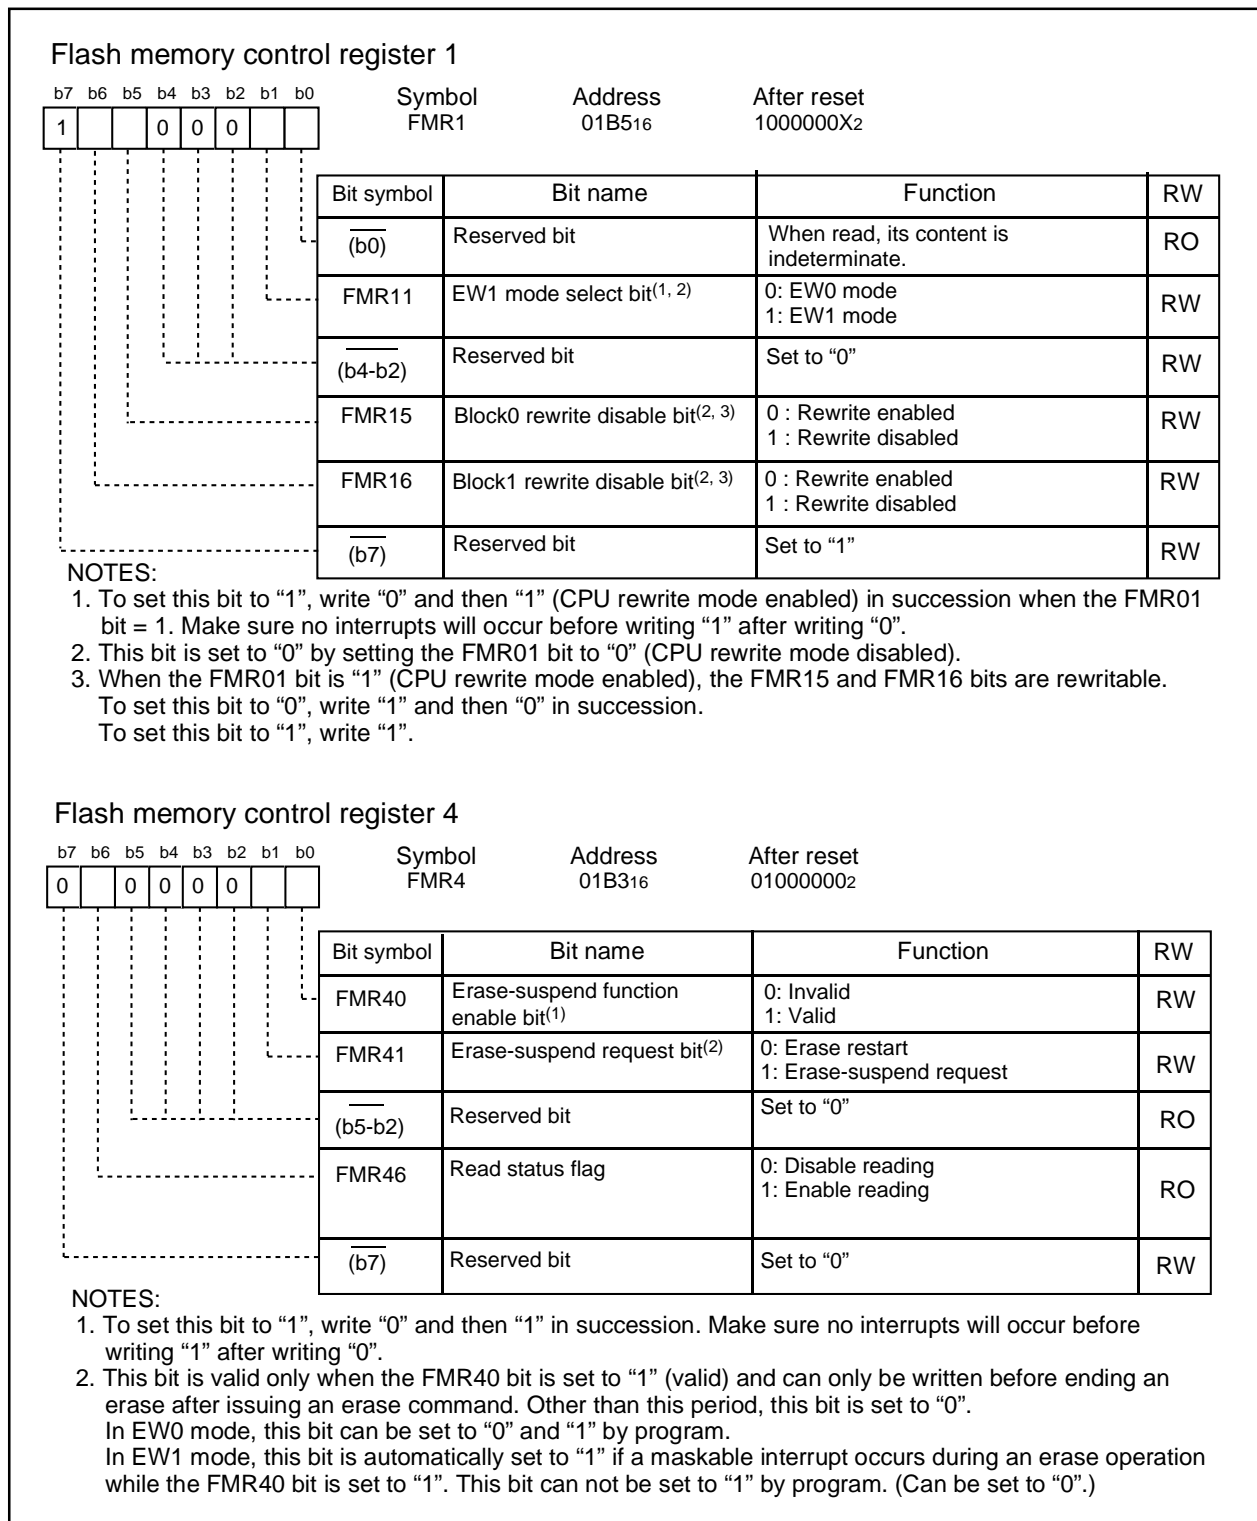 Flash memory control register 1
b7 b6 b5 b4 b3 b2 b1 b0
Symbol Address After reset
1 0 0 0 FMR1 01B516 1000000X2
Bit symbol Bit name Function RW
(b0) Reserved bit When read, its content is indeterminate. RO
FMR11 EW1 mode select bit(1, 2) 0: EW0 mode RW
1: EW1 mode
(b4-b2) Reserved bit Set to “0” RW
FMR15 Block0 rewrite disable bit(2, 3) 0 : Rewrite enabled RW
1 : Rewrite disabled
FMR16 Block1 rewrite disable bit(2, 3) 0 : Rewrite enabled RW
1 : Rewrite disabled
(b7) Reserved bit Set to “1” RW
NOTES:
1. To set this bit to “1”, write “0” and then “1” (CPU rewrite mode enabled) in succession when the FMR01
bit = 1. Make sure no interrupts will occur before writing “1” after writing “0”.
2. This bit is set to “0” by setting the FMR01 bit to “0” (CPU rewrite mode disabled).
3. When the FMR01 bit is “1” (CPU rewrite mode enabled), the FMR15 and FMR16 bits are rewritable.
To set this bit to “0”, write “1” and then “0” in succession.
To set this bit to “1”, write “1”.
Flash memory control register 4
b7 b6 b5 b4 b3 b2 b1 b0
Symbol Address After reset
0 0 0 0 0 FMR4 01B316 010000002
Bit symbol Bit name Function RW
FMR40 Erase-suspend function 0: Invalid RW
enable bit(1) 1: Valid
FMR41 Erase-suspend request bit(2) 0: Erase restart RW
1: Erase-suspend request
(b5-b2) Reserved bit Set to “0” RO
FMR46 Read status flag 0: Disable reading RO
1: Enable reading
(b7) Reserved bit Set to “0” RW
NOTES:
1. To set this bit to “1”, write “0” and then “1” in succession. Make sure no interrupts will occur before
writing “1” after writing “0”.
2. This bit is valid only when the FMR40 bit is set to “1” (valid) and can only be written before ending an
erase after issuing an erase command. Other than this period, this bit is set to “0”.
In EW0 mode, this bit can be set to “0” and “1” by program.
In EW1 mode, this bit is automatically set to “1” if a maskable interrupt occurs during an erase operation
while the FMR40 bit is set to “1”. This bit can not be set to “1” by program. (Can be set to “0”.)